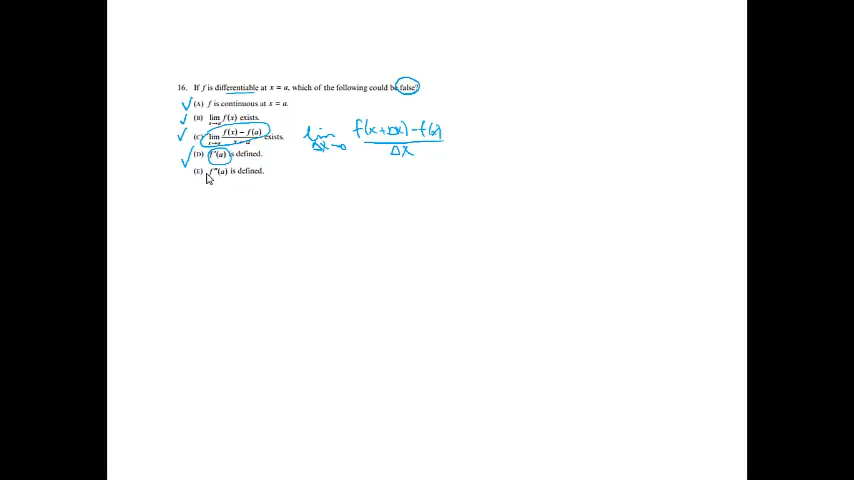 16. If f is differentiable at x = a, which of the following could be false?
(A) f is continuous at x = a.
(B) lim x→a f(x) exists.
(C) lim x→a f(x) − f(a) / x − a exists.
(D) f′(a) is defined.
(E) f″(a) is defined.
lim Δx→0 f(x+Δx) − f(x) / Δx